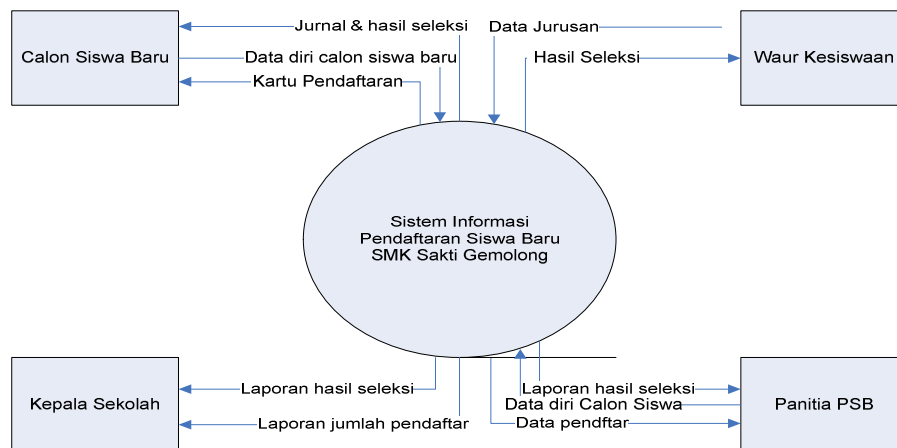 Jurnal & hasil seleksi
Data Jurusan
Calon Siswa Baru
Data diri calon siswa baru
Hasil Seleksi
Waur Kesiswaan
Kartu Pendaftaran
Sistem Informasi
Pendaftaran Siswa Baru
SMK Sakti Gemolong
Laporan hasil seleksi
Laporan hasil seleksi
Kepala Sekolah
Data diri Calon Siswa
Panitia PSB
Laporan jumlah pendaftar
Data pendftar